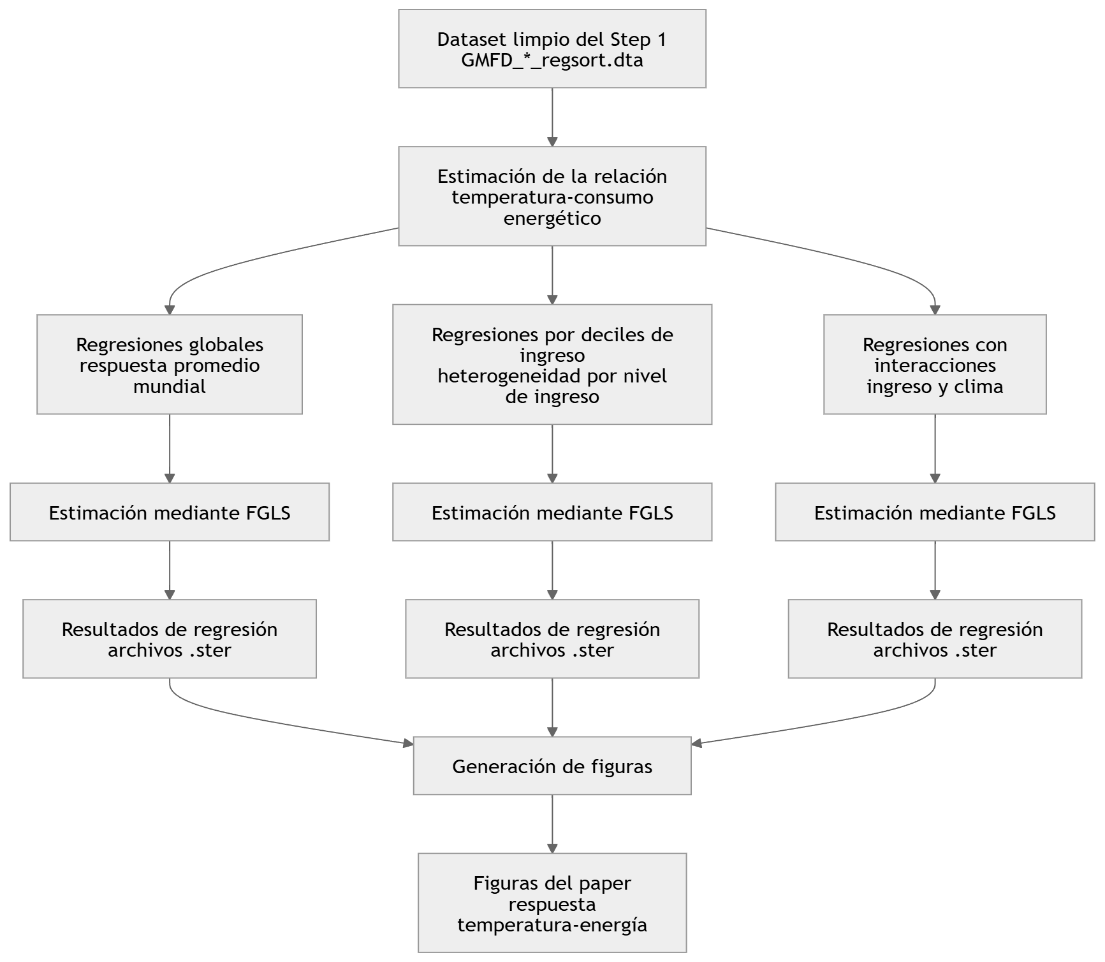 Dataset limpio del Step 1
GMFD_*_regsort.dta
Estimación de la relación
temperatura-consumo
energético
Regresiones globales
respuesta promedio
mundial
Regresiones por deciles de
ingreso
heterogeneidad por nivel
de ingreso
Regresiones con
interacciones
ingreso y clima
Estimación mediante FGLS
Estimación mediante FGLS
Estimación mediante FGLS
Resultados de regresión
archivos .ster
Resultados de regresión
archivos .ster
Resultados de regresión
archivos .ster
Generación de figuras
Figuras del paper
respuesta
temperatura-energía